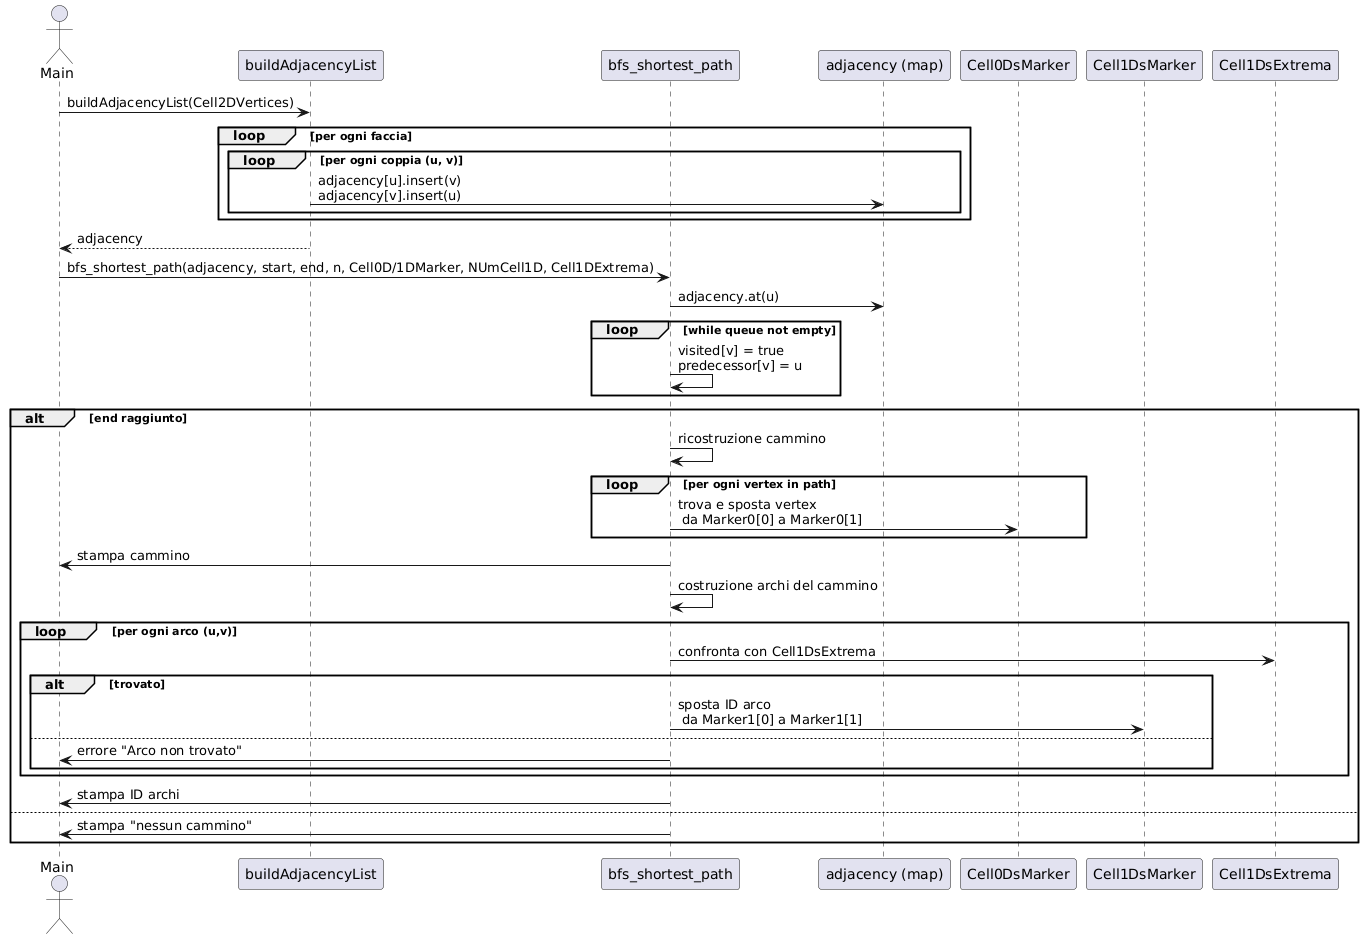 Main
buildAdjacencyList
bfs_shortest_path
adjacency (map)
Cell0DsMarker
Cell1DsMarker
Cell1DsExtrema
buildAdjacencyList(Cell2DVertices)
loop [per ogni faccia]
loop [per ogni coppia (u, v)]
adjacency[u].insert(v)
adjacency[v].insert(u)
adjacency
bfs_shortest_path(adjacency, start, end, n, Cell0D/1DMarker, NUmCell1D, Cell1DExtrema)
adjacency.at(u)
loop [while queue not empty]
visited[v] = true
predecessor[v] = u
alt [end raggiunto]
ricostruzione cammino
loop [per ogni vertex in path]
trova e sposta vertex
da Marker0[0] a Marker0[1]
stampa cammino
costruzione archi del cammino
loop [per ogni arco (u,v)]
confronta con Cell1DsExtrema
alt [trovato]
sposta ID arco
da Marker1[0] a Marker1[1]
errore "Arco non trovato"
stampa ID archi
stampa "nessun cammino"
Main
buildAdjacencyList
bfs_shortest_path
adjacency (map)
Cell0DsMarker
Cell1DsMarker
Cell1DsExtrema